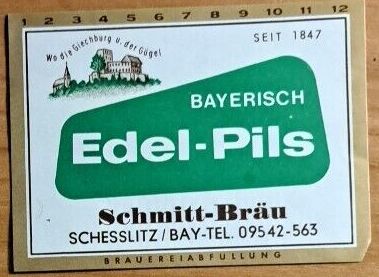 1 2 3 4 5 6 7 8 9 10 11 12
Wo die Giechburg u. der Gügel
SEIT 1847
BAYERISCH
Edel-Pils
Schmitt-Bräu
SCHESSLITZ/BAY-TEL. 09542-563
BRAUEREIABFÜLLUNG